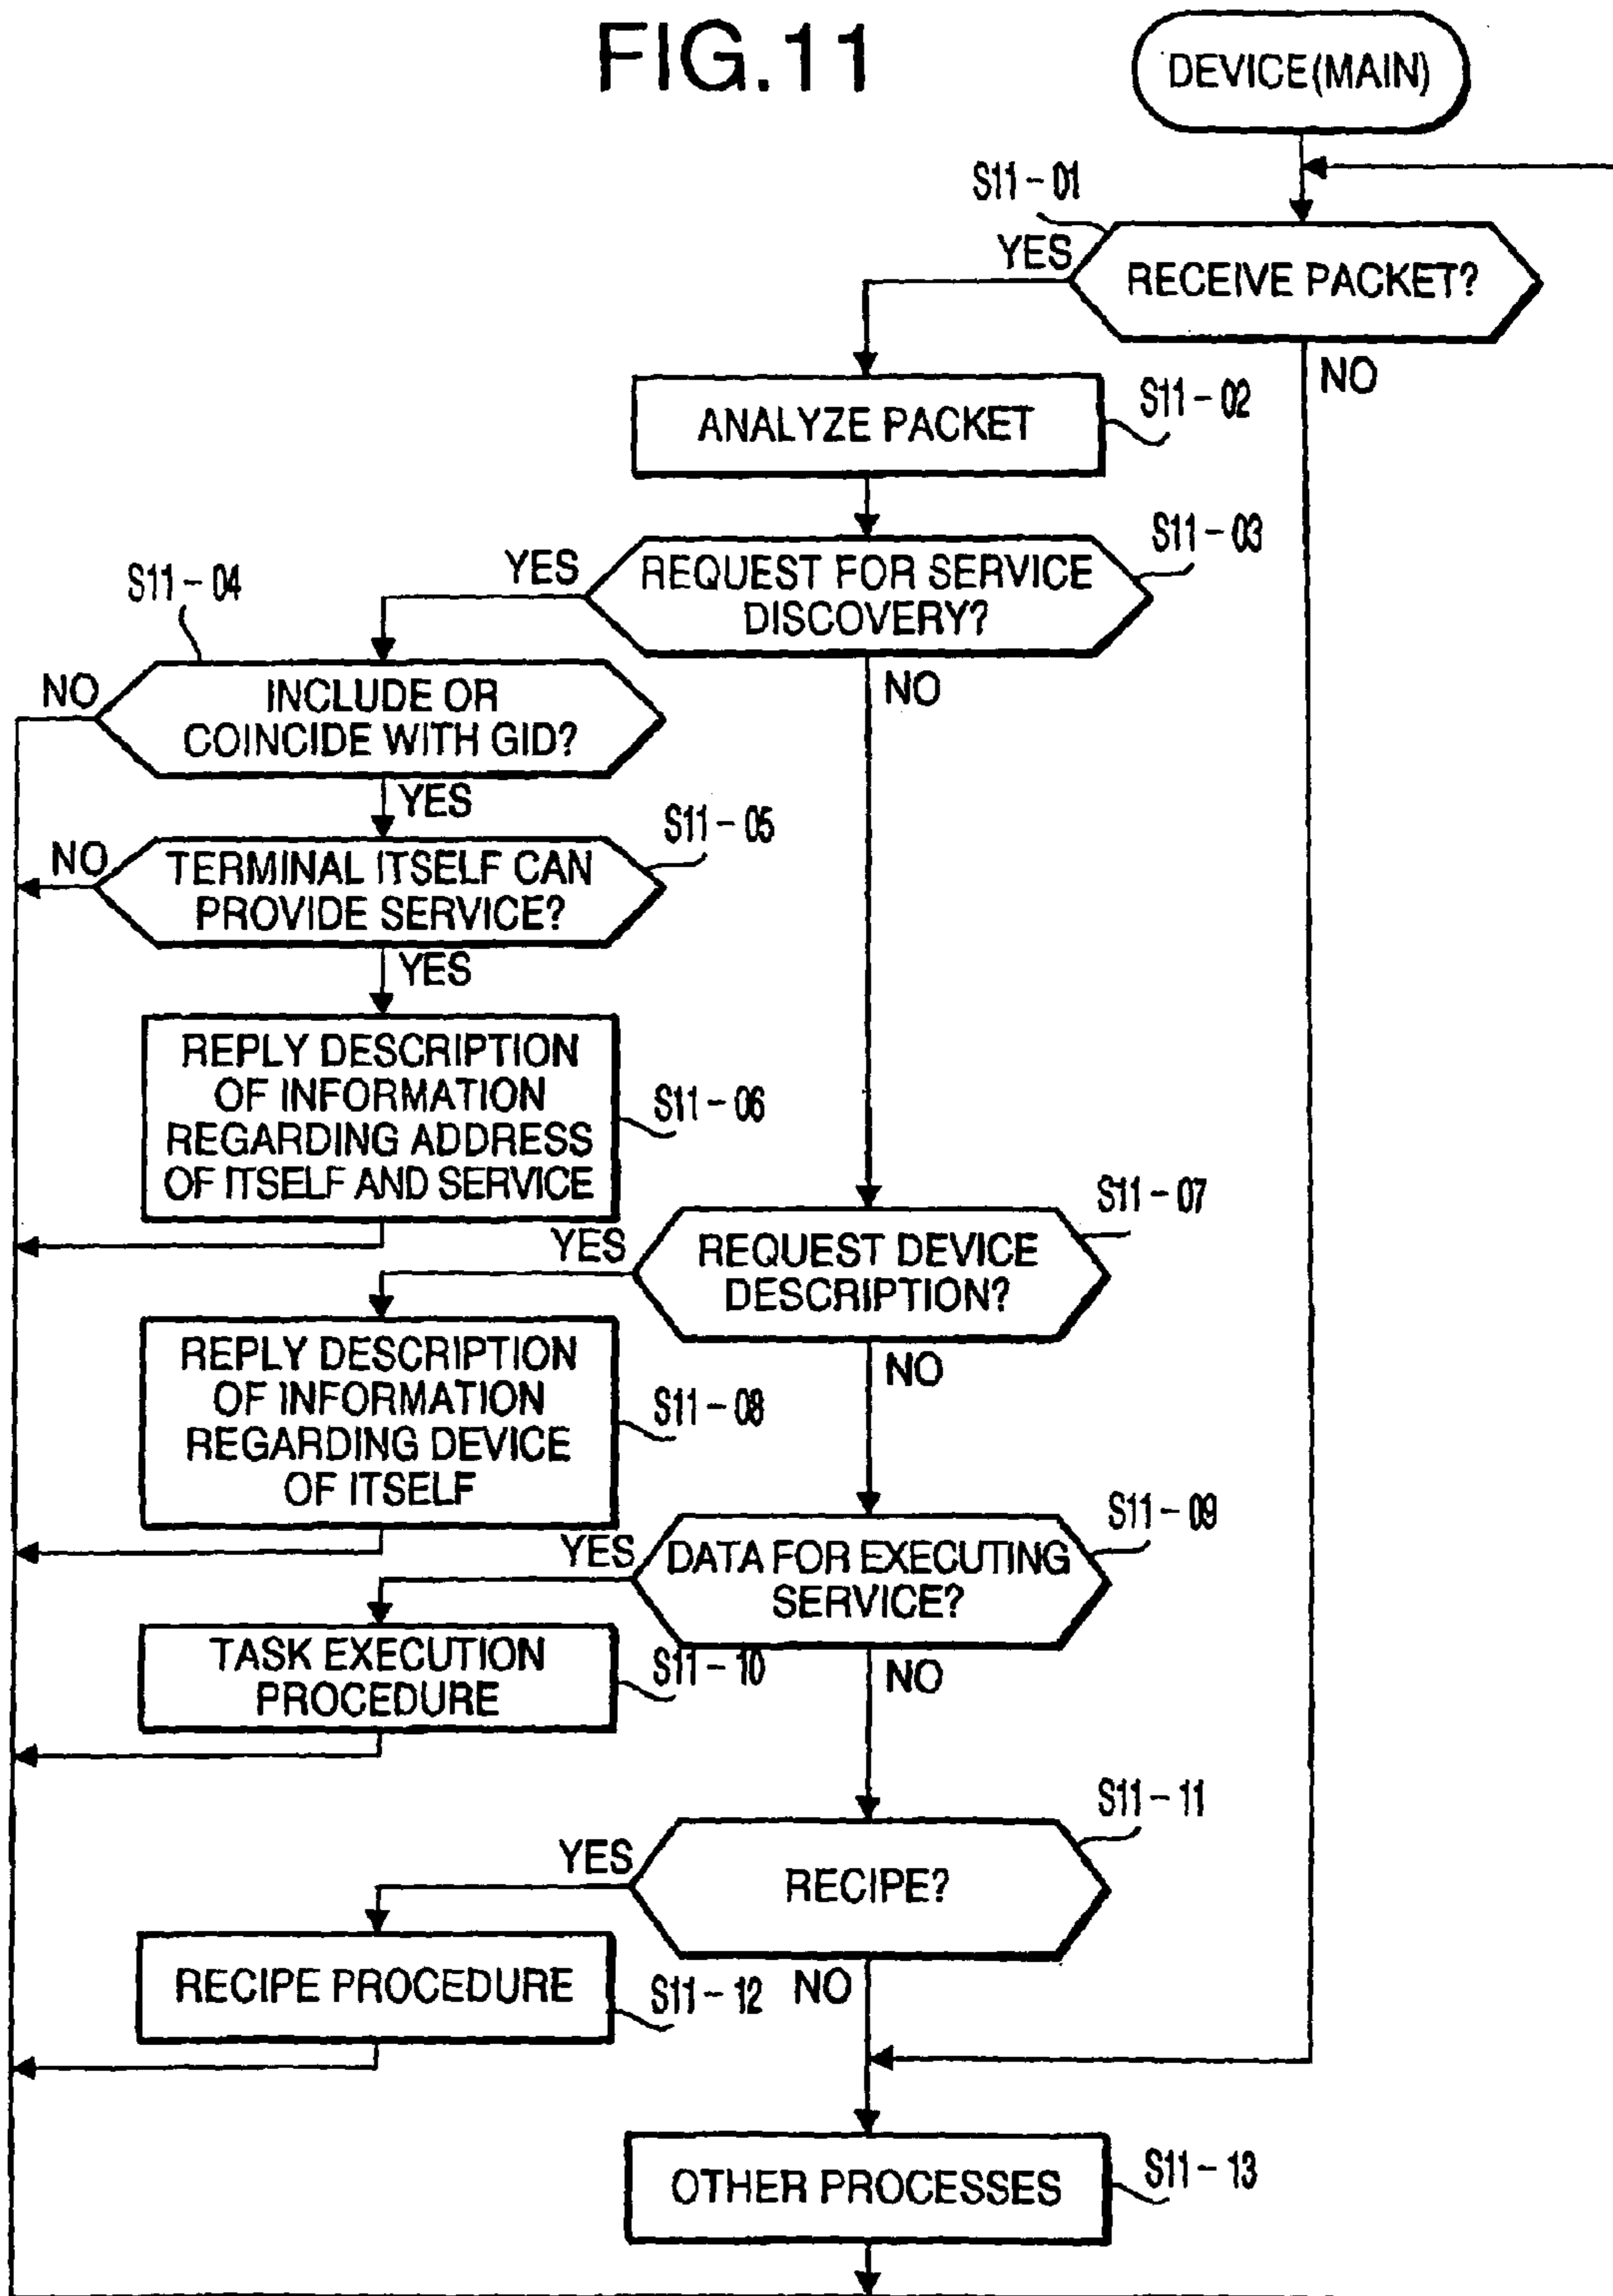 FIG.11
DEVICE(MAIN)
S11-01
YES
RECEIVE PACKET?
NO
ANALYZE PACKET
S11-02
S11-03
YES
REQUEST FOR SERVICE
DISCOVERY?
NO
S11-04
NO
INCLUDE OR
COINCIDE WITH GID?
YES
S11-05
NO
TERMINAL ITSELF CAN
PROVIDE SERVICE?
YES
REPLY DESCRIPTION
OF INFORMATION
REGARDING ADDRESS
OF ITSELF AND SERVICE
S11-06
S11-07
YES
REQUEST DEVICE
DESCRIPTION?
NO
REPLY DESCRIPTION
OF INFORMATION
REGARDING DEVICE
OF ITSELF
S11-08
S11-09
YES
DATA FOR EXECUTING
SERVICE?
NO
TASK EXECUTION
PROCEDURE
S11-10
S11-11
YES
RECIPE?
NO
RECIPE PROCEDURE
S11-12
OTHER PROCESSES
S11-13